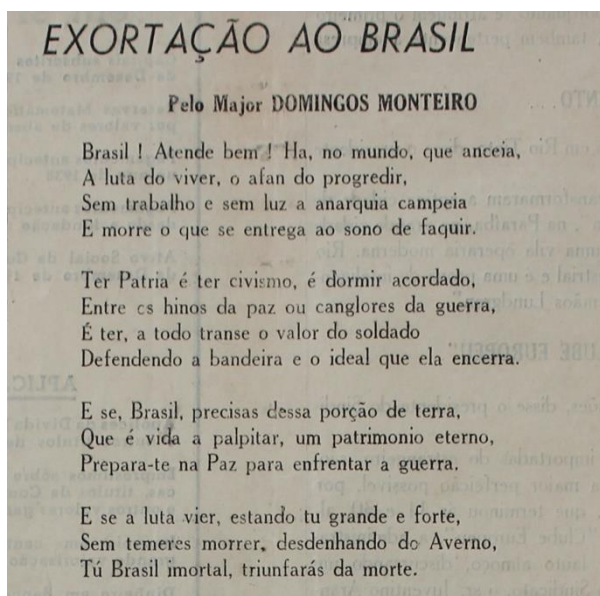 EXORTAÇÃO AO BRASIL
Pelo Major DOMINGOS MONTEIRO
Brasil ! Atende bem ! Ha, no mundo, que anceia,
A luta do viver, o afan do progredir,
Sem trabalho e sem luz a anarquia campeia
E morre o que se entrega ao sono de faquir.
Ter Patria é ter civismo, é dormir acordado,
Entre os hinos da paz ou canglores da guerra,
É ter, a todo transe o valor do soldado
Defendendo a bandeira e o ideal que ela encerra.
E se, Brasil, precisas dessa porção de terra,
Que é vida a palpitar, um patrimonio eterno,
Prepara-te na Paz para enfrentar a guerra.
E se a luta vier, estando tu grande e forte,
Sem temeres morrer, desdenhando do Averno,
Tú Brasil imortal, triunfarás da morte.